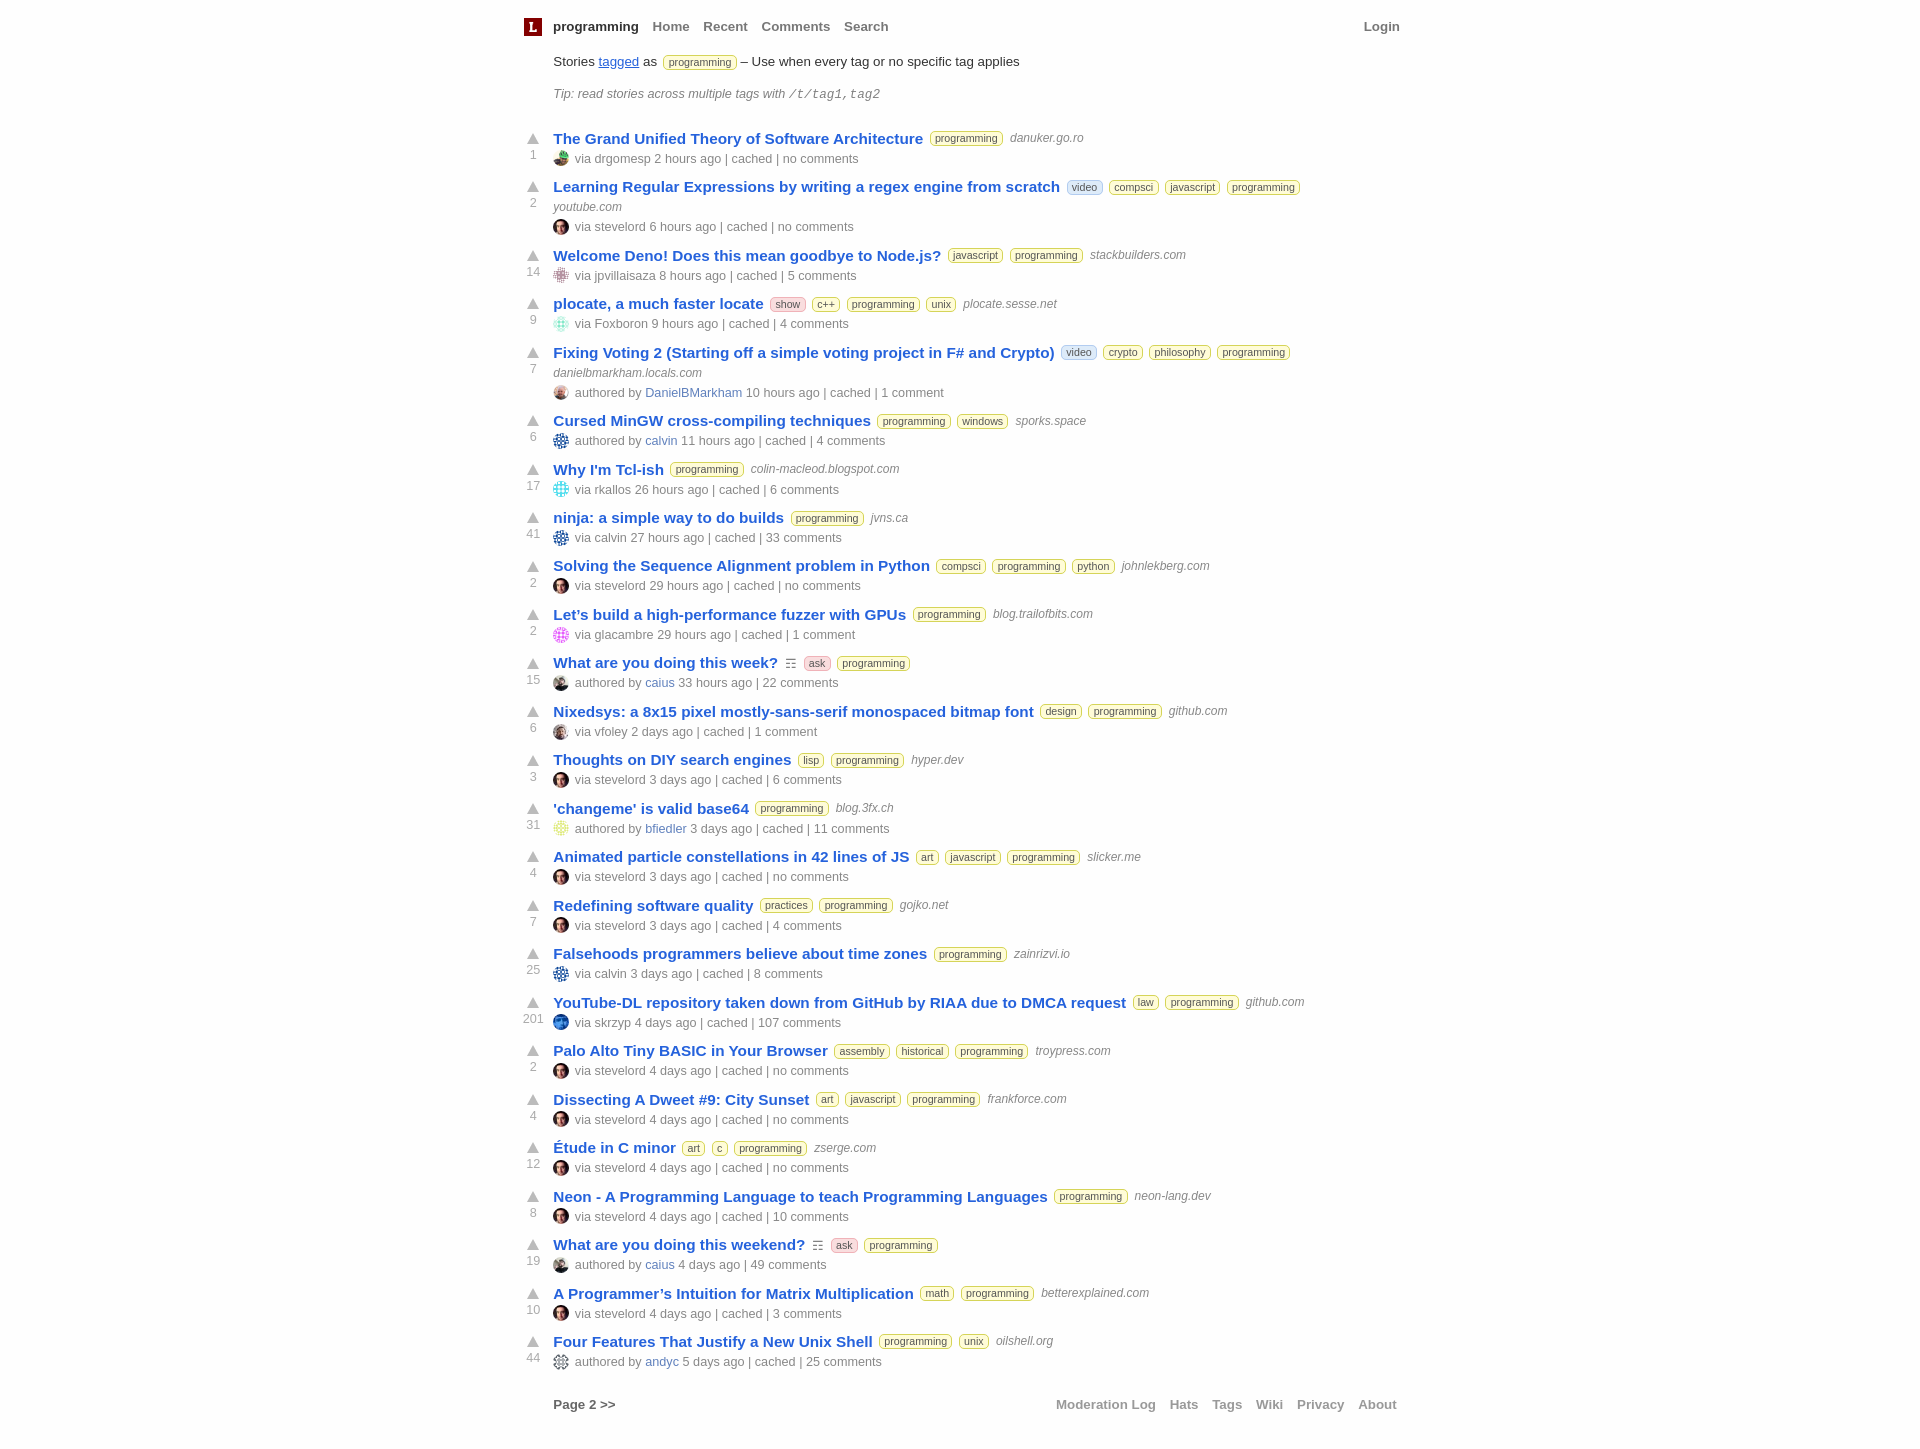 L programming Home Recent Comments Search Login
Stories tagged as programming – Use when every tag or no specific tag applies
Tip: read stories across multiple tags with /t/tag1,tag2
The Grand Unified Theory of Software Architecture programming danuker.go.ro
1 via drgomesp 2 hours ago | cached | no comments
Learning Regular Expressions by writing a regex engine from scratch video compsci javascript programming
2 youtube.com
via stevelord 6 hours ago | cached | no comments
Welcome Deno! Does this mean goodbye to Node.js? javascript programming stackbuilders.com
14 via jpvillaisaza 8 hours ago | cached | 5 comments
plocate, a much faster locate show c++ programming unix plocate.sesse.net
9 via Foxboron 9 hours ago | cached | 4 comments
Fixing Voting 2 (Starting off a simple voting project in F# and Crypto) video crypto philosophy programming
7 danielbmarkham.locals.com
authored by DanielBMarkham 10 hours ago | cached | 1 comment
Cursed MinGW cross-compiling techniques programming windows sporks.space
6 authored by calvin 11 hours ago | cached | 4 comments
Why I'm Tcl-ish programming colin-macleod.blogspot.com
17 via rkallos 26 hours ago | cached | 6 comments
ninja: a simple way to do builds programming jvns.ca
41 via calvin 27 hours ago | cached | 33 comments
Solving the Sequence Alignment problem in Python compsci programming python johnlekberg.com
2 via stevelord 29 hours ago | cached | no comments
Let’s build a high-performance fuzzer with GPUs programming blog.trailofbits.com
2 via glacambre 29 hours ago | cached | 1 comment
What are you doing this week? ☶ ask programming
15 authored by caius 33 hours ago | 22 comments
Nixedsys: a 8x15 pixel mostly-sans-serif monospaced bitmap font design programming github.com
6 via vfoley 2 days ago | cached | 1 comment
Thoughts on DIY search engines lisp programming hyper.dev
3 via stevelord 3 days ago | cached | 6 comments
'changeme' is valid base64 programming blog.3fx.ch
31 authored by bfiedler 3 days ago | cached | 11 comments
Animated particle constellations in 42 lines of JS art javascript programming slicker.me
4 via stevelord 3 days ago | cached | no comments
Redefining software quality practices programming gojko.net
7 via stevelord 3 days ago | cached | 4 comments
Falsehoods programmers believe about time zones programming zainrizvi.io
25 via calvin 3 days ago | cached | 8 comments
YouTube-DL repository taken down from GitHub by RIAA due to DMCA request law programming github.com
201 via skrzyp 4 days ago | cached | 107 comments
Palo Alto Tiny BASIC in Your Browser assembly historical programming troypress.com
2 via stevelord 4 days ago | cached | no comments
Dissecting A Dweet #9: City Sunset art javascript programming frankforce.com
4 via stevelord 4 days ago | cached | no comments
Étude in C minor art c programming zserge.com
12 via stevelord 4 days ago | cached | no comments
Neon - A Programming Language to teach Programming Languages programming neon-lang.dev
8 via stevelord 4 days ago | cached | 10 comments
What are you doing this weekend? ☶ ask programming
19 authored by caius 4 days ago | 49 comments
A Programmer’s Intuition for Matrix Multiplication math programming betterexplained.com
10 via stevelord 4 days ago | cached | 3 comments
Four Features That Justify a New Unix Shell programming unix oilshell.org
44 authored by andyc 5 days ago | cached | 25 comments
Page 2 >> Moderation Log Hats Tags Wiki Privacy About